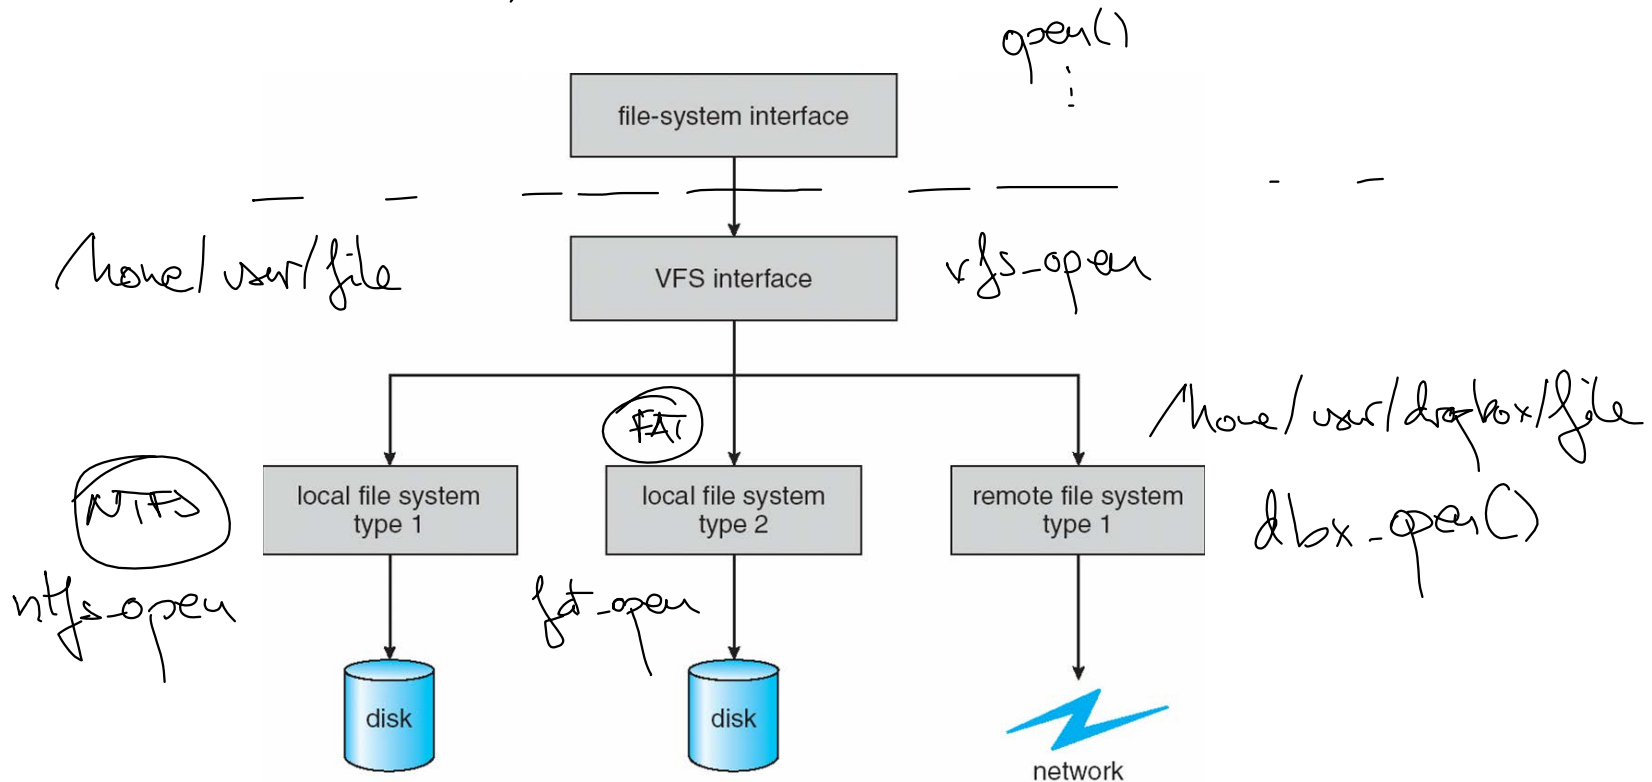 open()
file-system interface
/home/user/file
VFS interface
vfs_open
/home/user/dropbox/file
FAT
NTFS
local file system
type 1
local file system
type 2
remote file system
type 1
dbx_open()
ntfs_open
fat_open
disk
disk
network